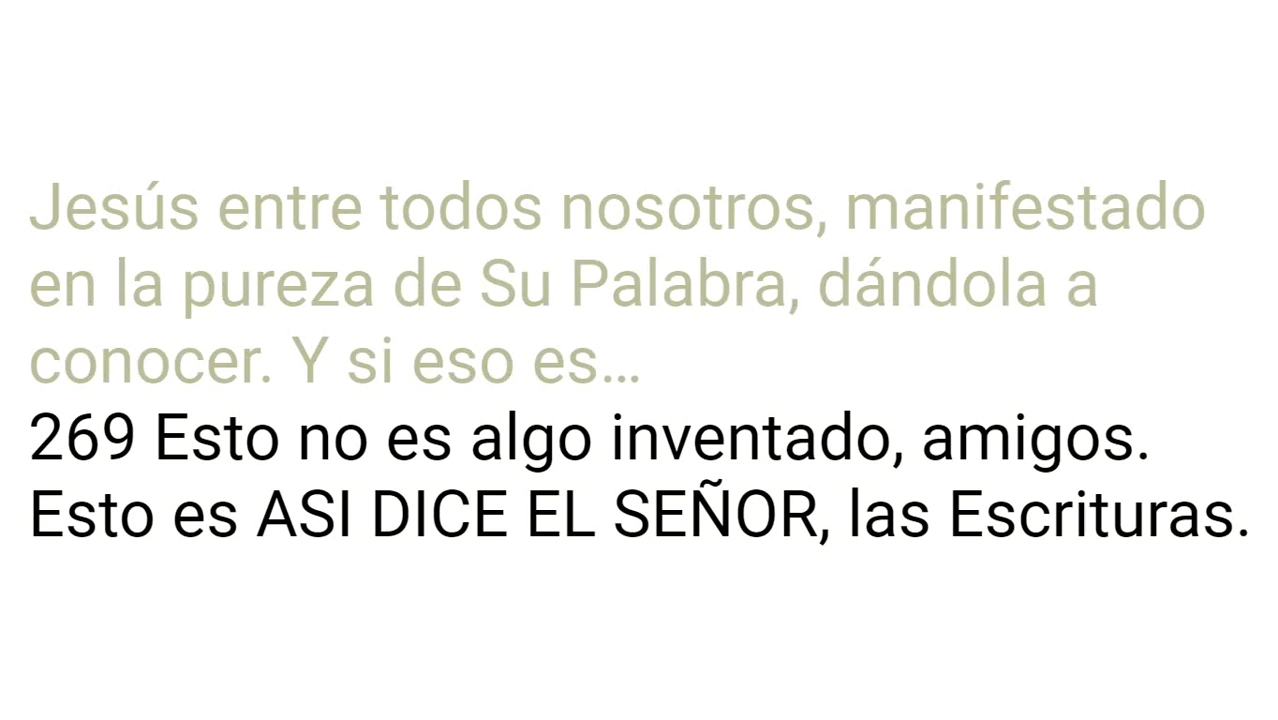 Jesús entre todos nosotros, manifestado
en la pureza de Su Palabra, dándola a
conocer. Y si eso es…
269 Esto no es algo inventado, amigos.
Esto es ASI DICE EL SEÑOR, las Escrituras.